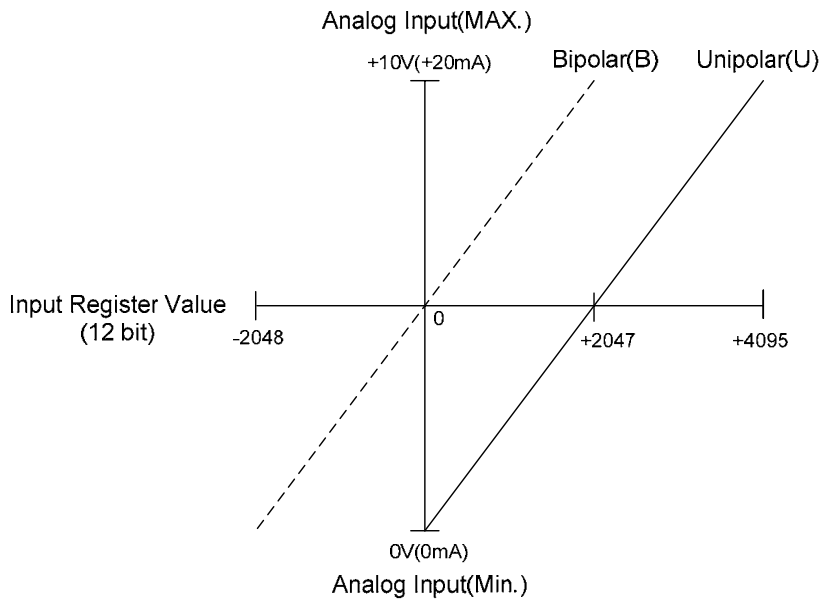 Analog Input(MAX.)
+10V(+20mA)
Bipolar(B)
Unipolar(U)
Input Register Value
(12 bit)
-2048
0
+2047
+4095
0V(0mA)
Analog Input(Min.)